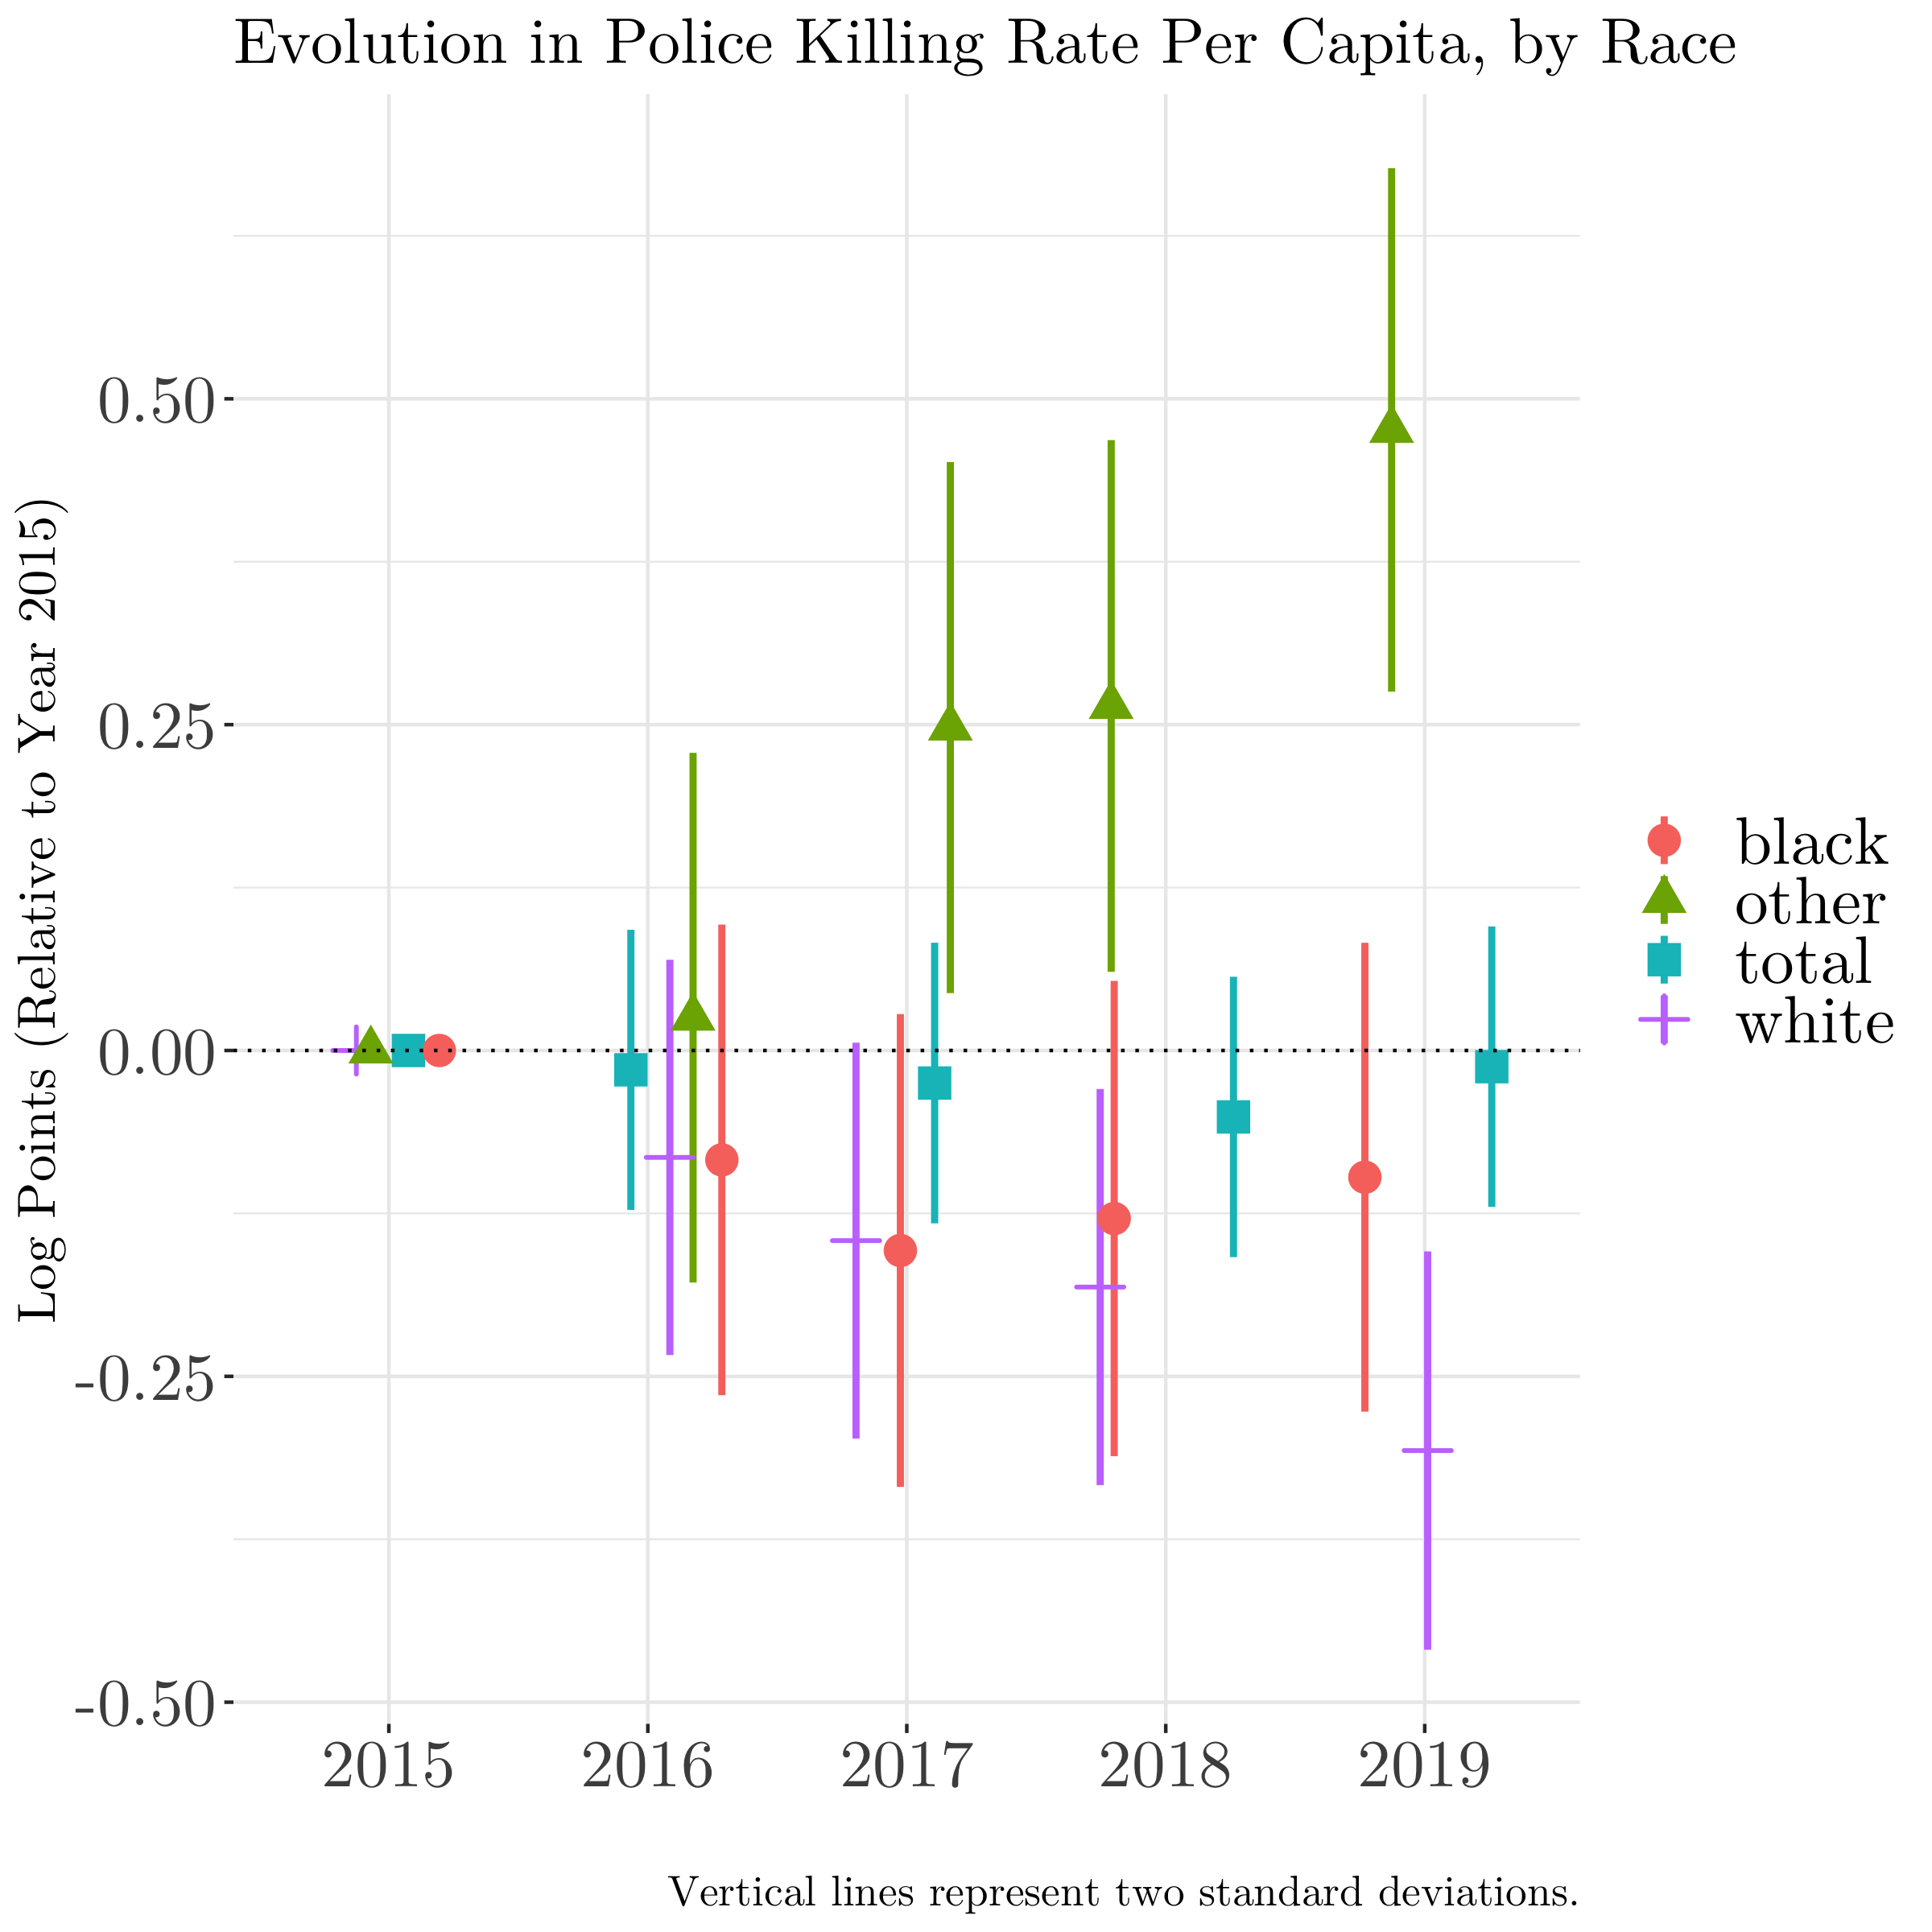 Evolution in Police Killing Rate Per Capita, by Race
Log Points (Relative to Year 2015)
0.50
0.25
0.00
-0.25
-0.50
2015 2016 2017 2018 2019
black
other
total
white
Vertical lines represent two standard deviations.